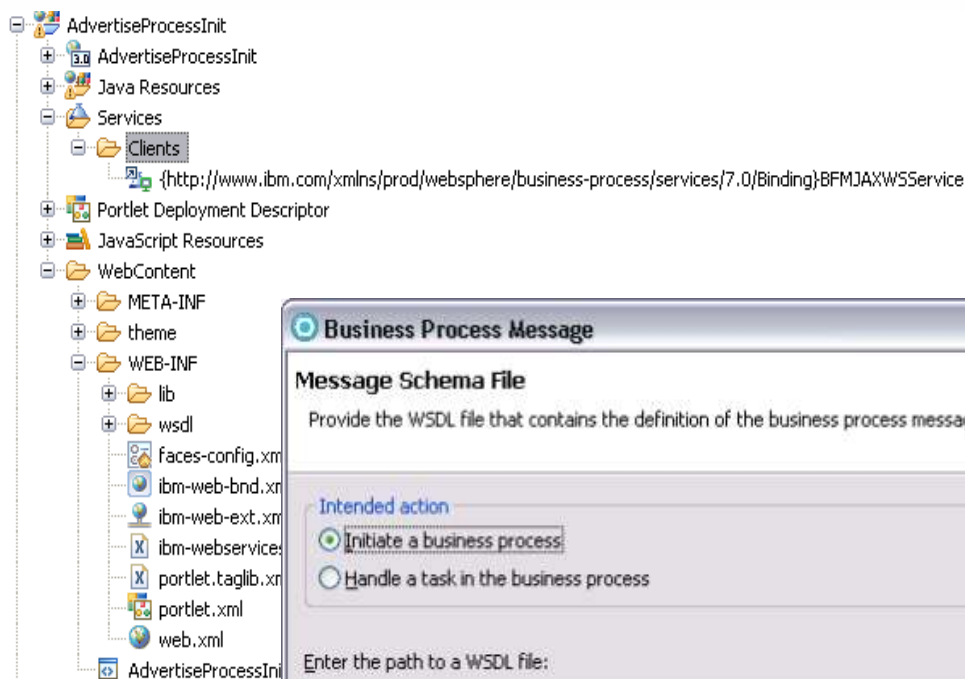 AdvertiseProcessInit
3.0 AdvertiseProcessInit
Java Resources
Services
Clients
{http://www.ibm.com/xmlns/prod/websphere/business-process/services/7.0/Binding}BFMJAXWSService
Portlet Deployment Descriptor
JavaScript Resources
WebContent
META-INF
theme
WEB-INF
lib
wsdl
faces-config.xm
ibm-web-bnd.xm
ibm-web-ext.xm
ibm-webservices
portlet.taglib.xm
portlet.xml
web.xml
AdvertiseProcessIni
Business Process Message
Message Schema File
Provide the WSDL file that contains the definition of the business process messa
Intended action
Initiate a business process
Handle a task in the business process
Enter the path to a WSDL file: